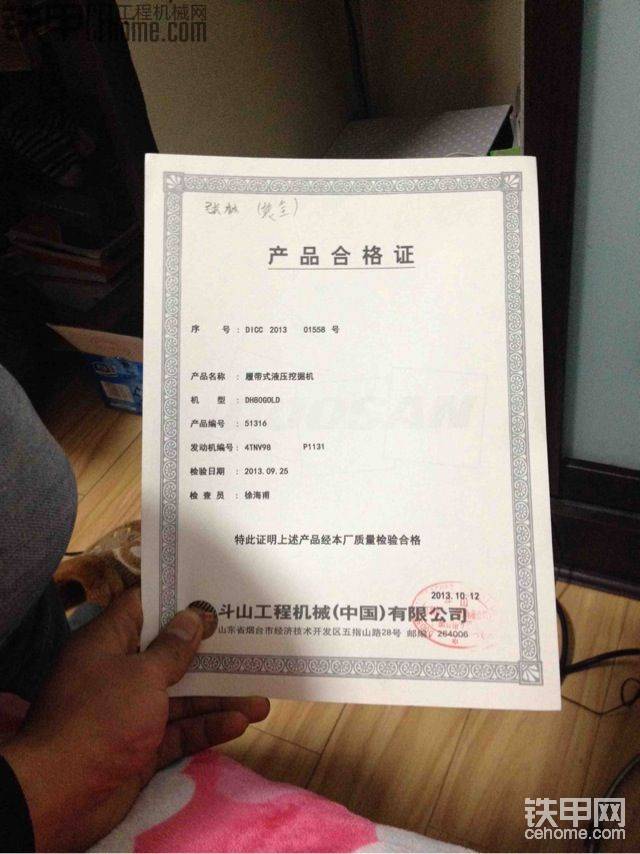 铁甲 工程机械网
cehome.com
产品合格证
序 号：DICC 2013 01558 号
产品名称 ：履带式液压挖掘机
机 型 ：DH80GOLD
产品编号 ：51316
发动机编号：4TNV98 P1131
检验日期 ：2013.09.25
检 查 员 ：徐海甫
特此证明上述产品经本厂质量检验合格
2013.10.12
斗山工程机械(中国)有限公司
山东省烟台市经济技术开发区五指山路28号 邮编：264006
铁甲网
cehome.com